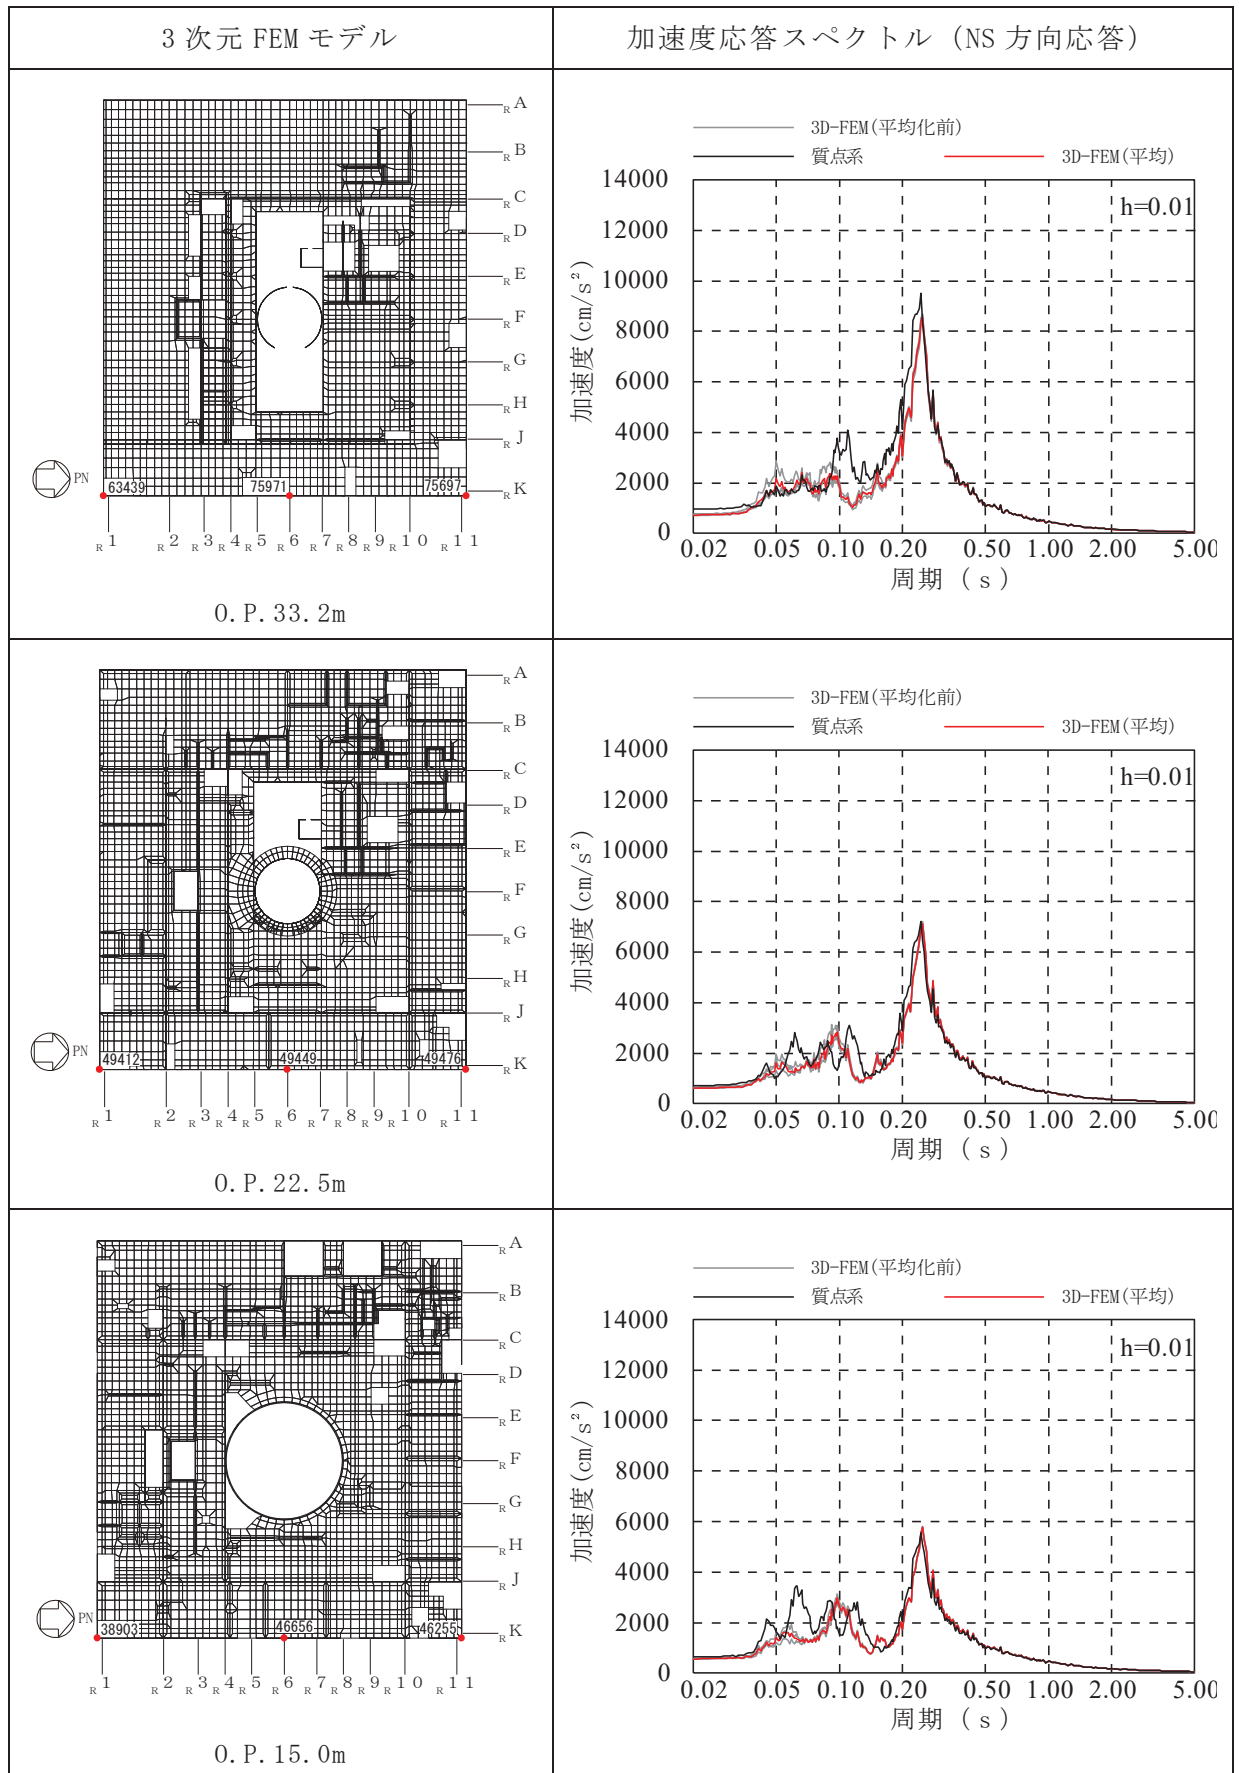 3次元 FEM モデル
加速度応答スペクトル（NS 方向応答）
RA
RB
RC
RD
RE
RF
RG
RH
RJ
RK
PN
63439
75971
75697
R1
R2
R3
R4
R5
R6
R7
R8
R9
R10
R11
O.P.33.2m
3D-FEM(平均化前)
質点系
3D-FEM(平均)
h=0.01
14000
12000
10000
8000
6000
4000
2000
0
加速度(cm/s²)
0.02 0.05 0.10 0.20 0.50 1.00 2.00 5.00
周期（s）
RA
RB
RC
RD
RE
RF
RG
RH
RJ
RK
PN
49412
49449
49476
R1
R2
R3
R4
R5
R6
R7
R8
R9
R10
R11
O.P.22.5m
3D-FEM(平均化前)
質点系
3D-FEM(平均)
h=0.01
14000
12000
10000
8000
6000
4000
2000
0
加速度(cm/s²)
0.02 0.05 0.10 0.20 0.50 1.00 2.00 5.00
周期（s）
RA
RB
RC
RD
RE
RF
RG
RH
RJ
RK
PN
38903
46656
46255
R1
R2
R3
R4
R5
R6
R7
R8
R9
R10
R11
O.P.15.0m
3D-FEM(平均化前)
質点系
3D-FEM(平均)
h=0.01
14000
12000
10000
8000
6000
4000
2000
0
加速度(cm/s²)
0.02 0.05 0.10 0.20 0.50 1.00 2.00 5.00
周期（s）